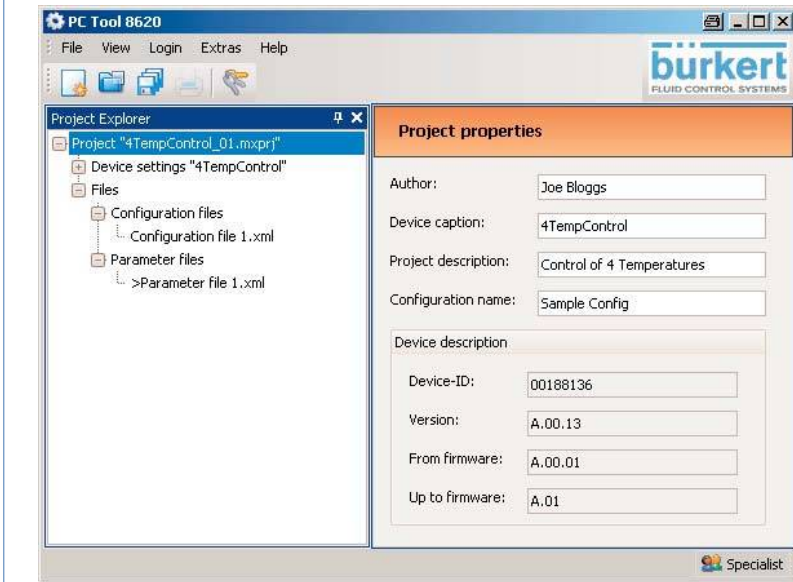 PC Tool 8620
File View Login Extras Help
bürkert
FLUID CONTROL SYSTEMS
Project Explorer
Project "4TempControl_01.mxprj"
Device settings "4TempControl"
Files
Configuration files
Configuration file 1.xml
Parameter files
>Parameter file 1.xml
Project properties
Author: Joe Bloggs
Device caption: 4TempControl
Project description: Control of 4 Temperatures
Configuration name: Sample Config
Device description
Device-ID: 00188136
Version: A.00.13
From firmware: A.00.01
Up to firmware: A.01
Specialist